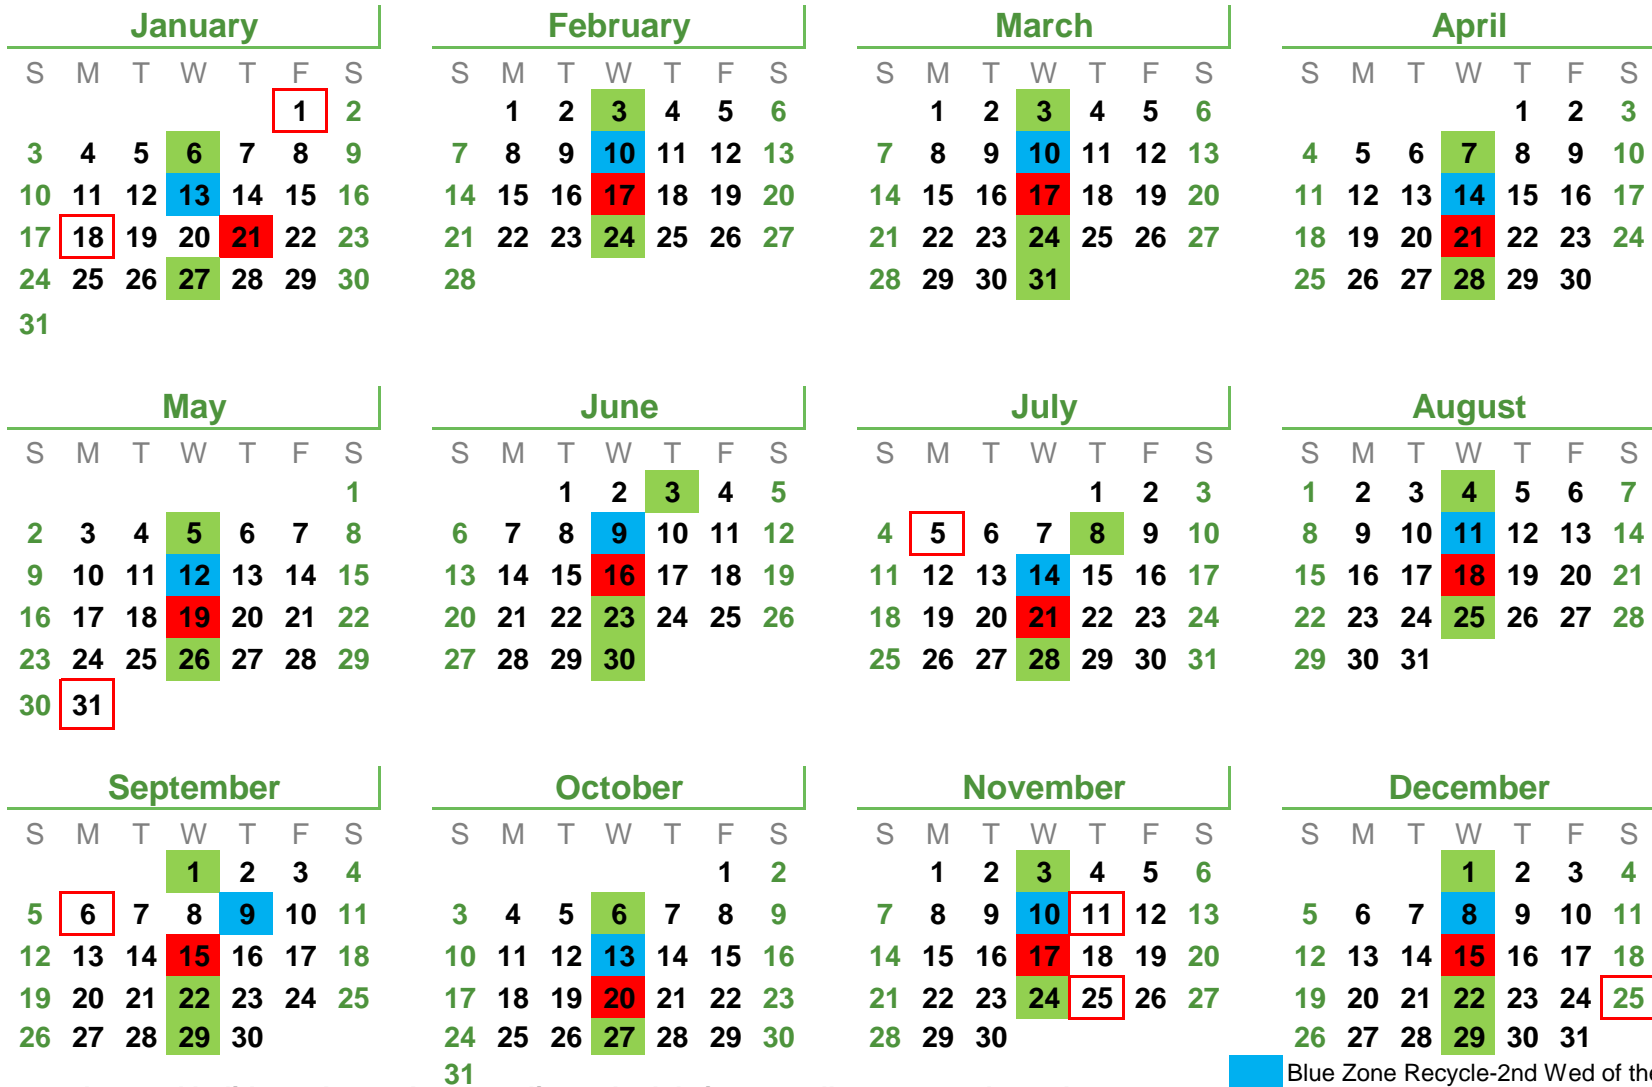 January February March April
S M T W T F S S M T W T F S S M T W T F S S M T W T F S
1 2 1 2 3 4 5 6 1 2 3 4 5 6 1 2 3
3 4 5 6 7 8 9 7 8 9 10 11 12 13 7 8 9 10 11 12 13 4 5 6 7 8 9 10
10 11 12 13 14 15 16 14 15 16 17 18 19 20 14 15 16 17 18 19 20 11 12 13 14 15 16 17
17 18 19 20 21 22 23 21 22 23 24 25 26 27 21 22 23 24 25 26 27 18 19 20 21 22 23 24
24 25 26 27 28 29 30 28 28 29 30 31 25 26 27 28 29 30
31
May June July August
S M T W T F S S M T W T F S S M T W T F S S M T W T F S
1 1 2 3 4 5 1 2 3 1 2 3 4 5 6 7
2 3 4 5 6 7 8 6 7 8 9 10 11 12 4 5 6 7 8 9 10 8 9 10 11 12 13 14
9 10 11 12 13 14 15 13 14 15 16 17 18 19 11 12 13 14 15 16 17 15 16 17 18 19 20 21
16 17 18 19 20 21 22 20 21 22 23 24 25 26 18 19 20 21 22 23 24 22 23 24 25 26 27 28
23 24 25 26 27 28 29 27 28 29 30 25 26 27 28 29 30 31 29 30 31
30 31
September October November December
S M T W T F S S M T W T F S S M T W T F S S M T W T F S
1 2 3 4 1 2 1 2 3 4 5 6 1 2 3 4
5 6 7 8 9 10 11 3 4 5 6 7 8 9 7 8 9 10 11 12 13 5 6 7 8 9 10 11
12 13 14 15 16 17 18 10 11 12 13 14 15 16 14 15 16 17 18 19 20 12 13 14 15 16 17 18
19 20 21 22 23 24 25 17 18 19 20 21 22 23 21 22 23 24 25 26 27 19 20 21 22 23 24 25
26 27 28 29 30 24 25 26 27 28 29 30 28 29 30 26 27 28 29 30 31
31 Blue Zone Recycle-2nd Wed of the